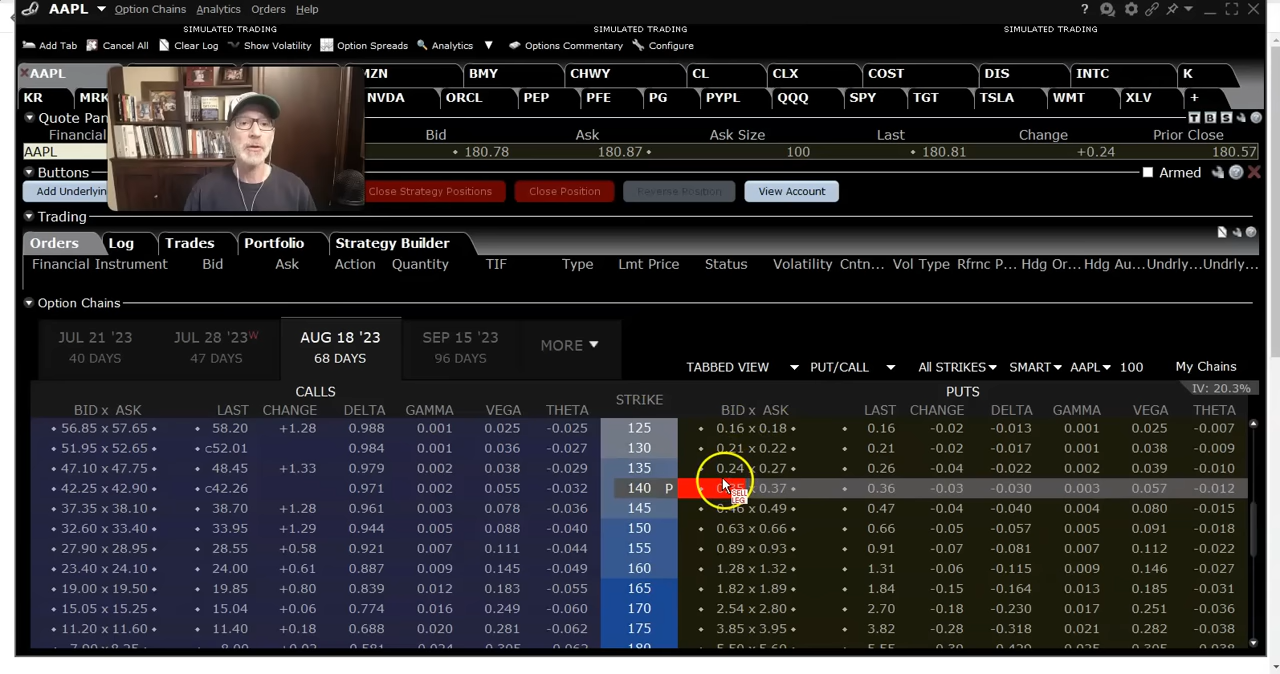 AAPL Option Chains Analytics Orders Help ?
SIMULATED TRADING SIMULATED TRADING SIMULATED TRADING
Add Tab Cancel All Clear Log Show Volatility Option Spreads Analytics Options Commentary Configure
AAPL MZN BMY CHWY CL CLX COST DIS INTC K
KR MRK NVDA ORCL PEP PFE PG PYPL QQQ SPY TGT TSLA WMT XLV +
Quote Pan T B S
Financial Bid Ask Ask Size Last Change Prior Close
AAPL 180.78 180.87 100 180.81 +0.24 180.57
Buttons Armed
Add Underlyin Close Strategy Positions Close Position Reverse Position View Account
Trading
Orders Log Trades Portfolio Strategy Builder
Financial Instrument Bid Ask Action Quantity TIF Type Lmt Price Status Volatility Cntn... Vol Type Rfrnc P... Hdg Or... Hdg Au... Undrly... Undrly...
Option Chains
JUL 21 '23 JUL 28 '23W AUG 18 '23 SEP 15 '23 MORE
40 DAYS 47 DAYS 68 DAYS 96 DAYS
TABBED VIEW PUT/CALL All STRIKES SMART AAPL 100 My Chains
CALLS STRIKE PUTS IV: 20.3%
BID x ASK LAST CHANGE DELTA GAMMA VEGA THETA BID x ASK LAST CHANGE DELTA GAMMA VEGA THETA
56.85 x 57.65 58.20 +1.28 0.988 0.001 0.025 -0.025 125 0.16 x 0.18 0.16 -0.02 -0.013 0.001 0.025 -0.007
51.95 x 52.65 c52.01 0.984 0.001 0.036 -0.027 130 0.21 x 0.22 0.21 -0.02 -0.017 0.001 0.038 -0.009
47.10 x 47.75 48.45 +1.33 0.979 0.002 0.038 -0.029 135 0.24 x 0.27 0.26 -0.04 -0.022 0.002 0.039 -0.010
42.25 x 42.90 c42.26 0.971 0.002 0.055 -0.032 140 P x 0.37 0.36 -0.03 -0.030 0.003 0.057 -0.012
SELL LEG
37.35 x 38.10 38.70 +1.28 0.961 0.003 0.078 -0.036 145 0.46 x 0.49 0.47 -0.04 -0.040 0.004 0.080 -0.015
32.60 x 33.40 33.95 +1.29 0.944 0.005 0.088 -0.040 150 0.63 x 0.66 0.66 -0.05 -0.057 0.005 0.091 -0.018
27.90 x 28.95 28.55 +0.58 0.921 0.007 0.111 -0.044 155 0.89 x 0.93 0.91 -0.07 -0.081 0.008 0.112 -0.022
23.40 x 24.10 24.00 +0.61 0.887 0.009 0.145 -0.049 160 1.28 x 1.32 1.31 -0.06 -0.115 0.009 0.146 -0.027
19.00 x 19.50 19.85 +0.80 0.839 0.012 0.183 -0.055 165 1.82 x 1.89 1.84 -0.13 -0.164 0.013 0.185 -0.031
15.05 x 15.25 15.04 +0.06 0.774 0.016 0.249 -0.060 170 2.54 x 2.80 2.70 -0.18 -0.230 0.017 0.251 -0.036
11.20 x 11.60 11.40 +0.18 0.688 0.020 0.281 -0.062 175 3.85 x 3.95 3.82 -0.18 -0.318 0.021 0.282 -0.038